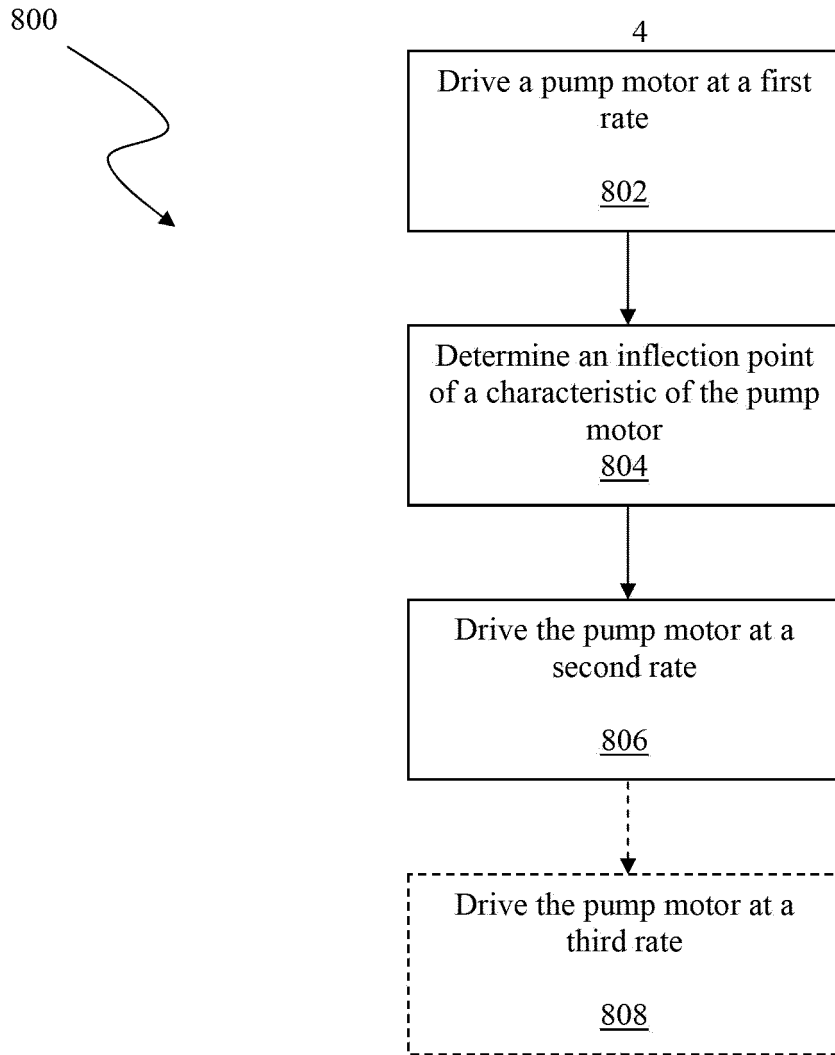 800
4
Drive a pump motor at a first
rate
802
Determine an inflection point
of a characteristic of the pump
motor
804
Drive the pump motor at a
second rate
806
Drive the pump motor at a
third rate
808